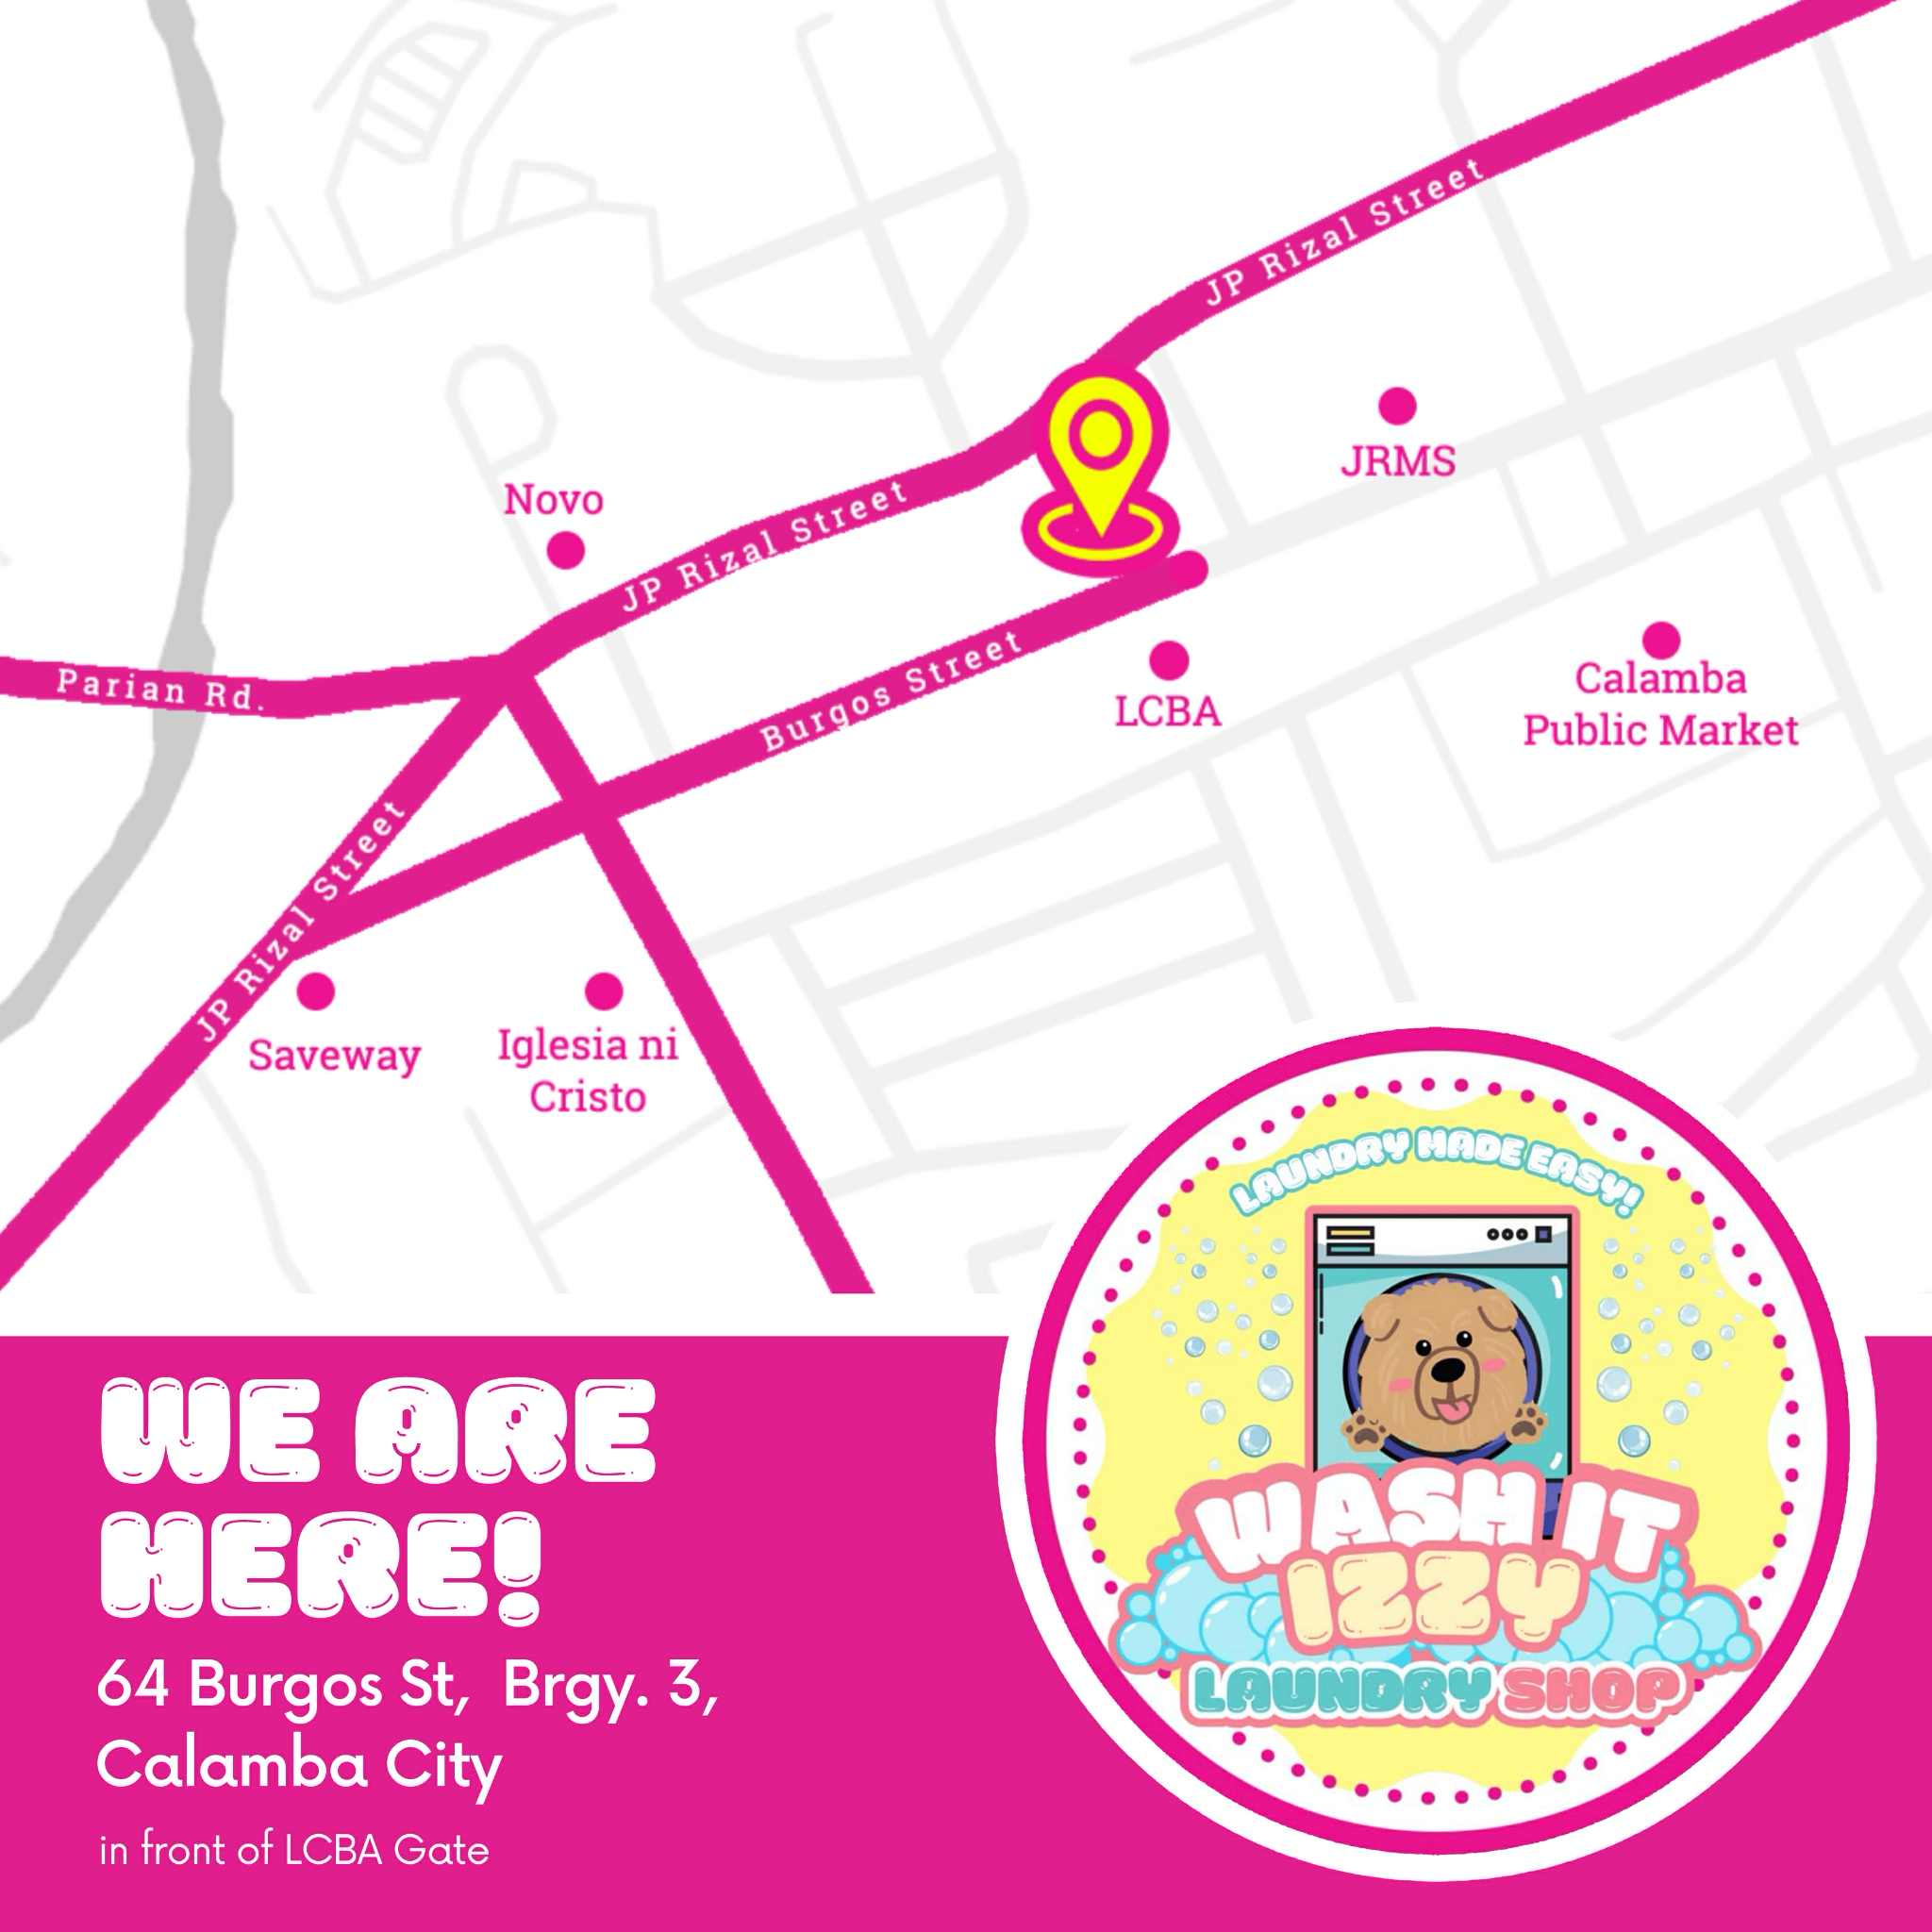 JP Rizal Street
JRMS
Novo
JP Rizal Street
Parian Rd.
Burgos Street
LCBA
Calamba
Public Market
JP Rizal Street
Saveway
Iglesia ni
Cristo
LAUNDRY MADE EASY!
WASH IT
IZZY
LAUNDRY SHOP
WE ARE
HERE!
64 Burgos St, Brgy. 3,
Calamba City
in front of LCBA Gate